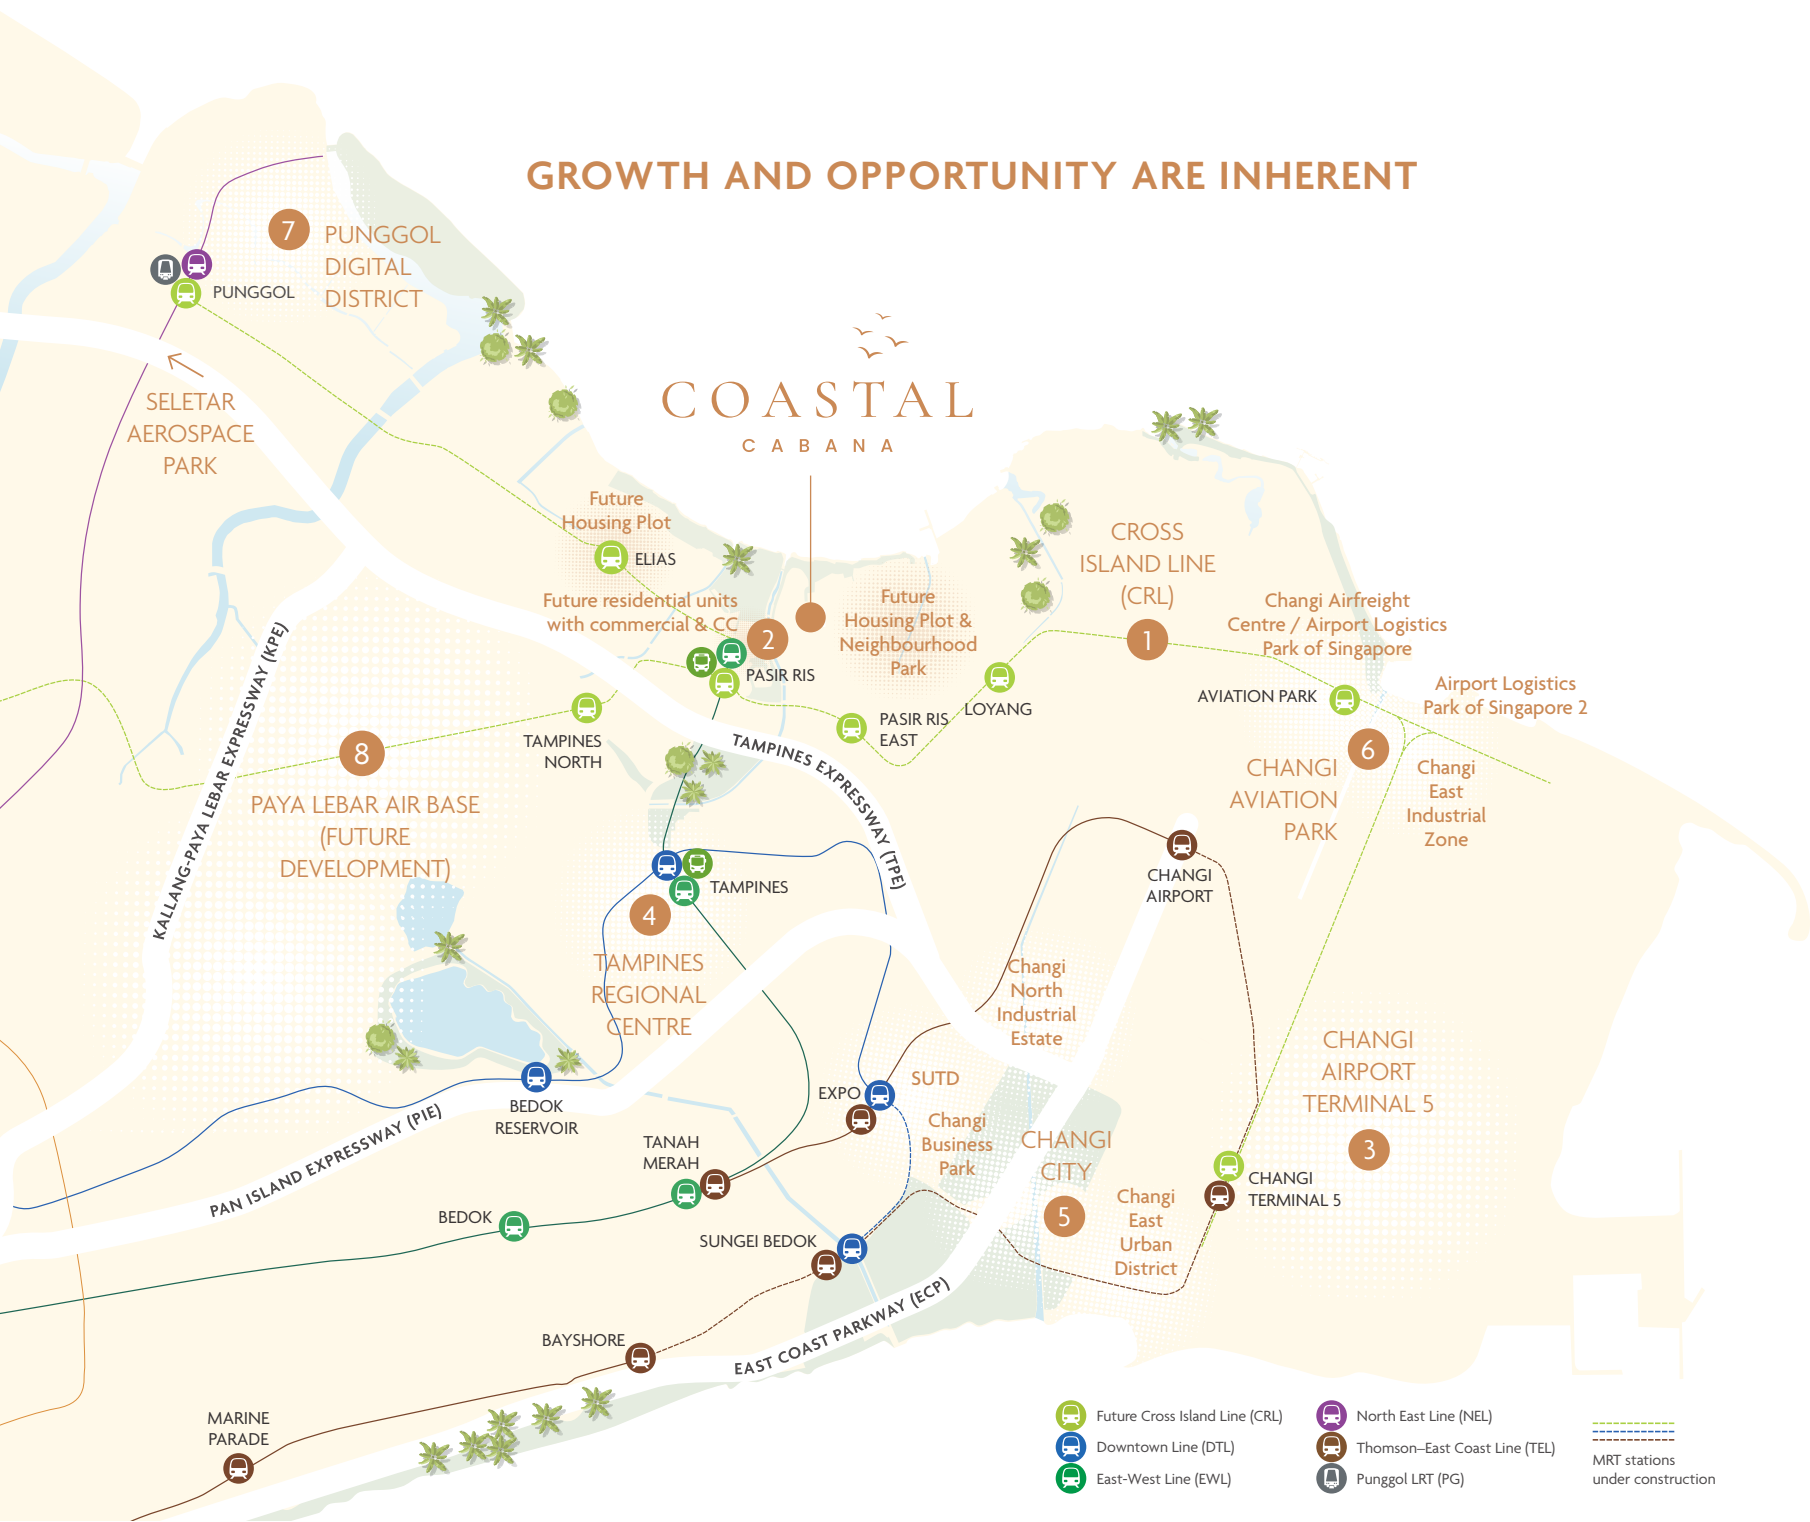 GROWTH AND OPPORTUNITY ARE INHERENT
7
PUNGGOL
DIGITAL
DISTRICT
PUNGGOL
SELETAR
AEROSPACE
PARK
COASTAL
CABANA
Future
Housing Plot
ELIAS
Future residential units
with commercial & CC
2
PASIR RIS
Future
Housing Plot &
Neighbourhood
Park
CROSS
ISLAND LINE
(CRL)
1
Changi Airfreight
Centre / Airport Logistics
Park of Singapore
AVIATION PARK
Airport Logistics
Park of Singapore 2
LOYANG
PASIR RIS
EAST
TAMPINES
NORTH
6
CHANGI
AVIATION
PARK
Changi
East
Industrial
Zone
8
PAYA LEBAR AIR BASE
(FUTURE
DEVELOPMENT)
KALLANG-PAYA LEBAR EXPRESSWAY (KPE)
TAMPINES EXPRESSWAY (TPE)
TAMPINES
4
TAMPINES
REGIONAL
CENTRE
CHANGI
AIRPORT
Changi
North
Industrial
Estate
CHANGI
AIRPORT
TERMINAL 5
3
BEDOK
RESERVOIR
PAN ISLAND EXPRESSWAY (PIE)
EXPO
SUTD
Changi
Business
Park
CHANGI
CITY
5
Changi
East
Urban
District
CHANGI
TERMINAL 5
TANAH
MERAH
BEDOK
SUNGEI BEDOK
BAYSHORE
EAST COAST PARKWAY (ECP)
MARINE
PARADE
Future Cross Island Line (CRL)
Downtown Line (DTL)
East-West Line (EWL)
North East Line (NEL)
Thomson–East Coast Line (TEL)
Punggol LRT (PG)
MRT stations
under construction